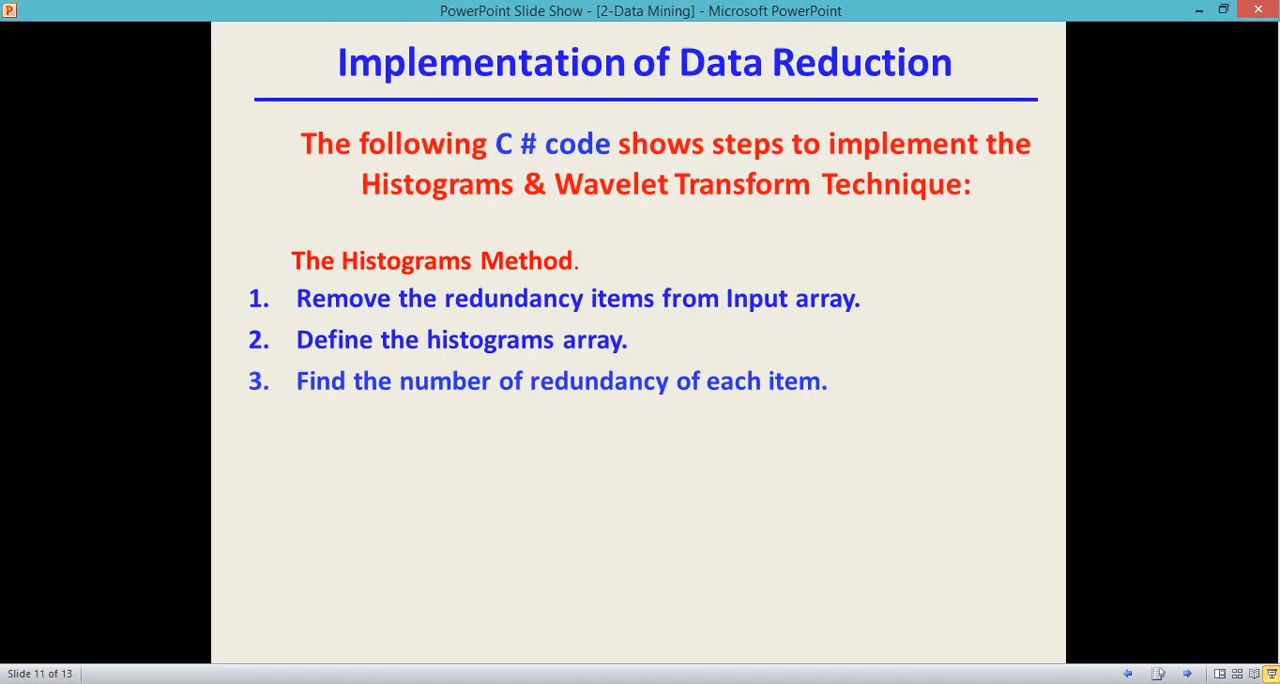 PowerPoint Slide Show - [2-Data Mining] - Microsoft PowerPoint
Implementation of Data Reduction
The following C # code shows steps to implement the
Histograms & Wavelet Transform Technique:
The Histograms Method.
1. Remove the redundancy items from Input array.
2. Define the histograms array.
3. Find the number of redundancy of each item.
Slide 11 of 13